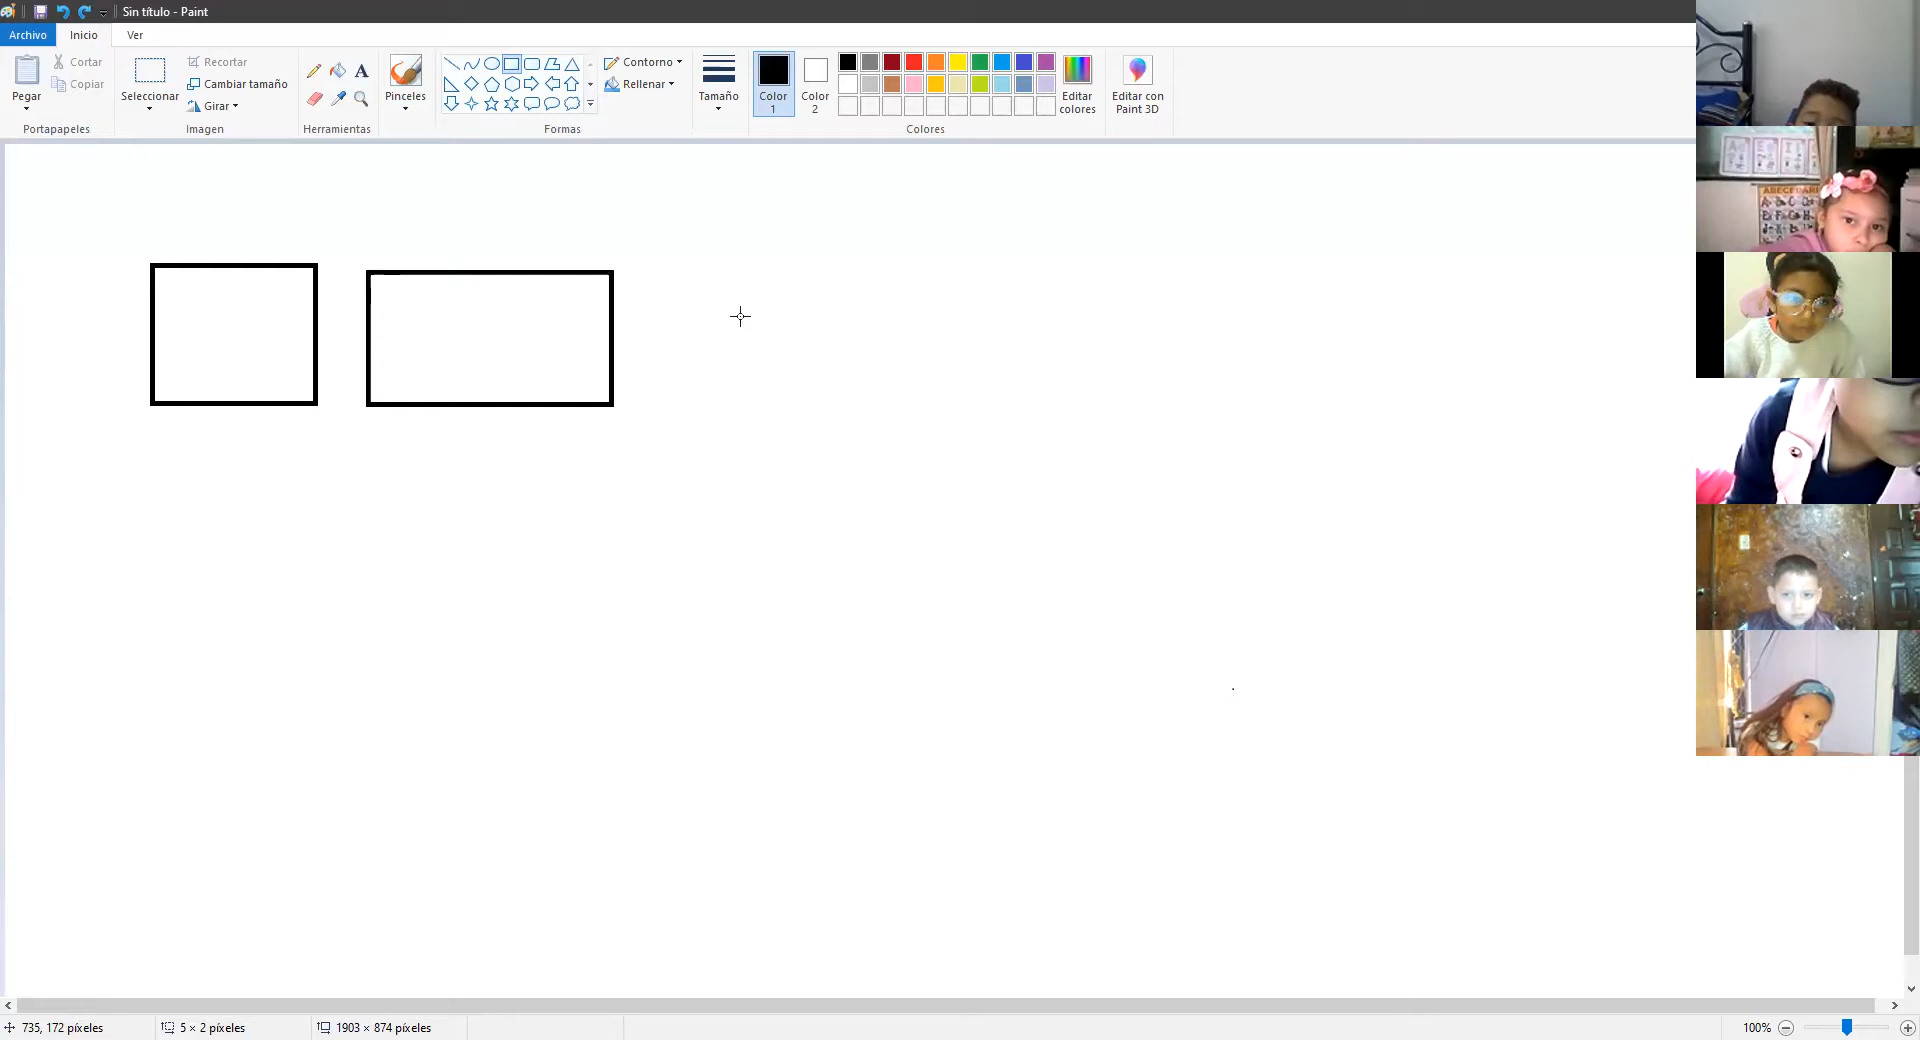 Sin título - Paint
Archivo Inicio Ver
Pegar
Cortar
Copiar
Portapapeles
Seleccionar
Recortar
Cambiar tamaño
Girar
Imagen
A
Herramientas
Pinceles
Contorno
Rellenar
Formas
Tamaño
Color 1
Color 2
Editar colores
Colores
Editar con Paint 3D
735, 172 píxeles 5 × 2 píxeles 1903 × 874 píxeles 100%